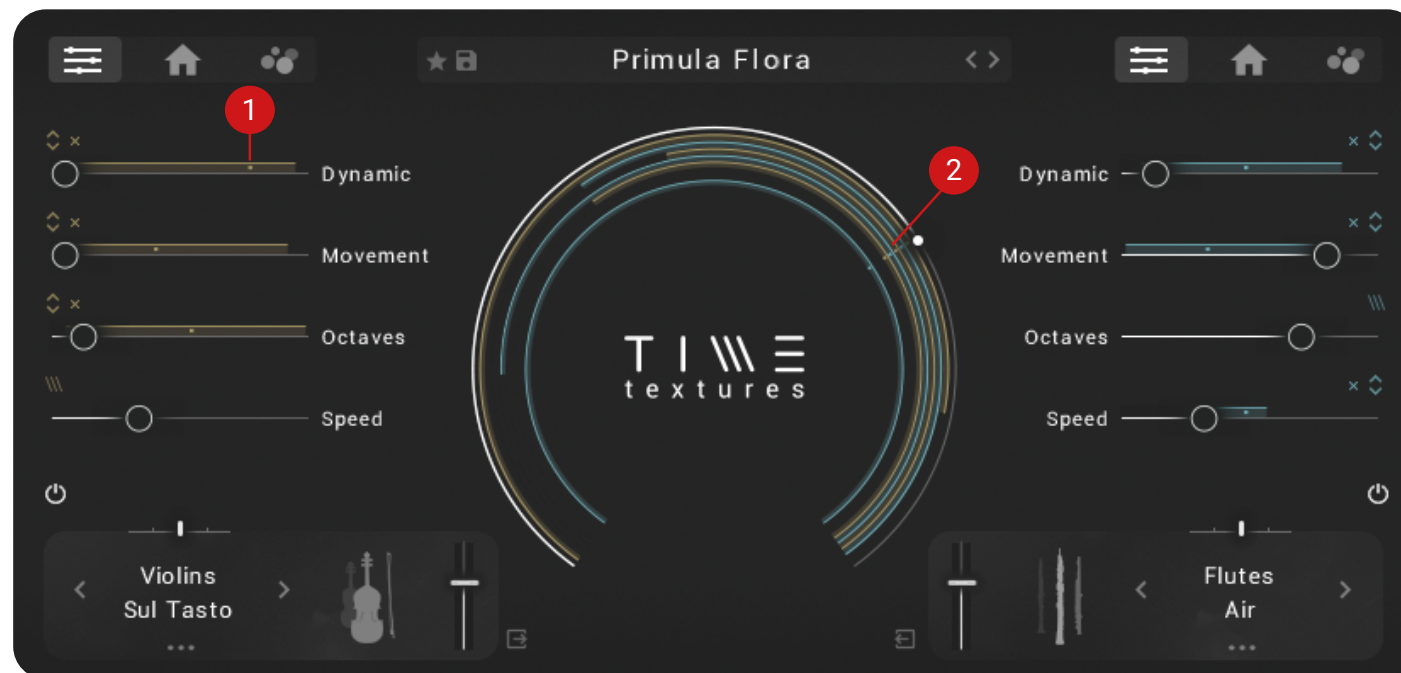 Primula Flora
1
2
Dynamic
Movement
Octaves
Speed
Dynamic
Movement
Octaves
Speed
TIME
textures
Violins
Sul Tasto
Flutes
Air